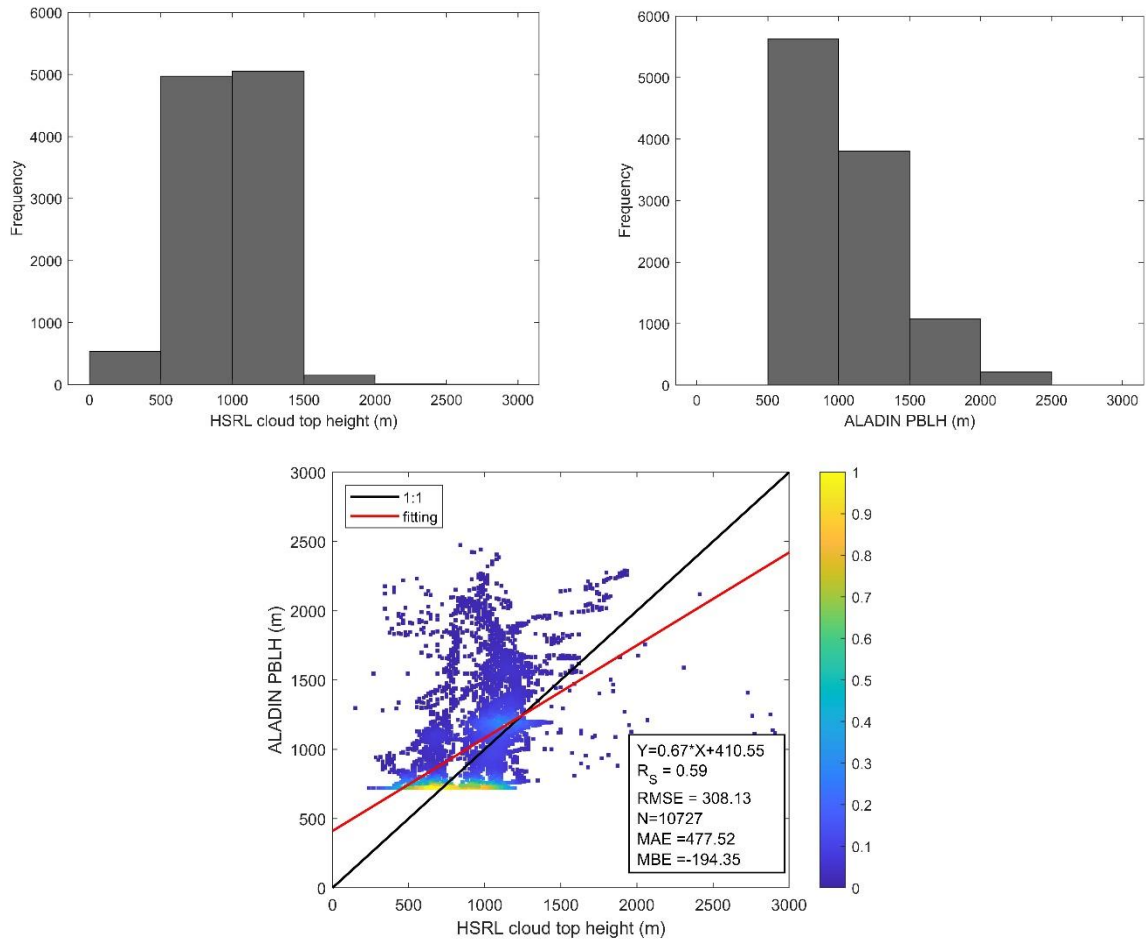 6000
5000
4000
3000
2000
1000
0
Frequency
0 500 1000 1500 2000 2500 3000
HSRL cloud top height (m)
6000
5000
4000
3000
2000
1000
0
Frequency
0 500 1000 1500 2000 2500 3000
ALADIN PBLH (m)
3000
2500
2000
1500
1000
500
0
ALADIN PBLH (m)
1:1
fitting
Y=0.67*X+410.55
R_S = 0.59
RMSE = 308.13
N=10727
MAE =477.52
MBE =-194.35
0 500 1000 1500 2000 2500 3000
HSRL cloud top height (m)
1
0.9
0.8
0.7
0.6
0.5
0.4
0.3
0.2
0.1
0